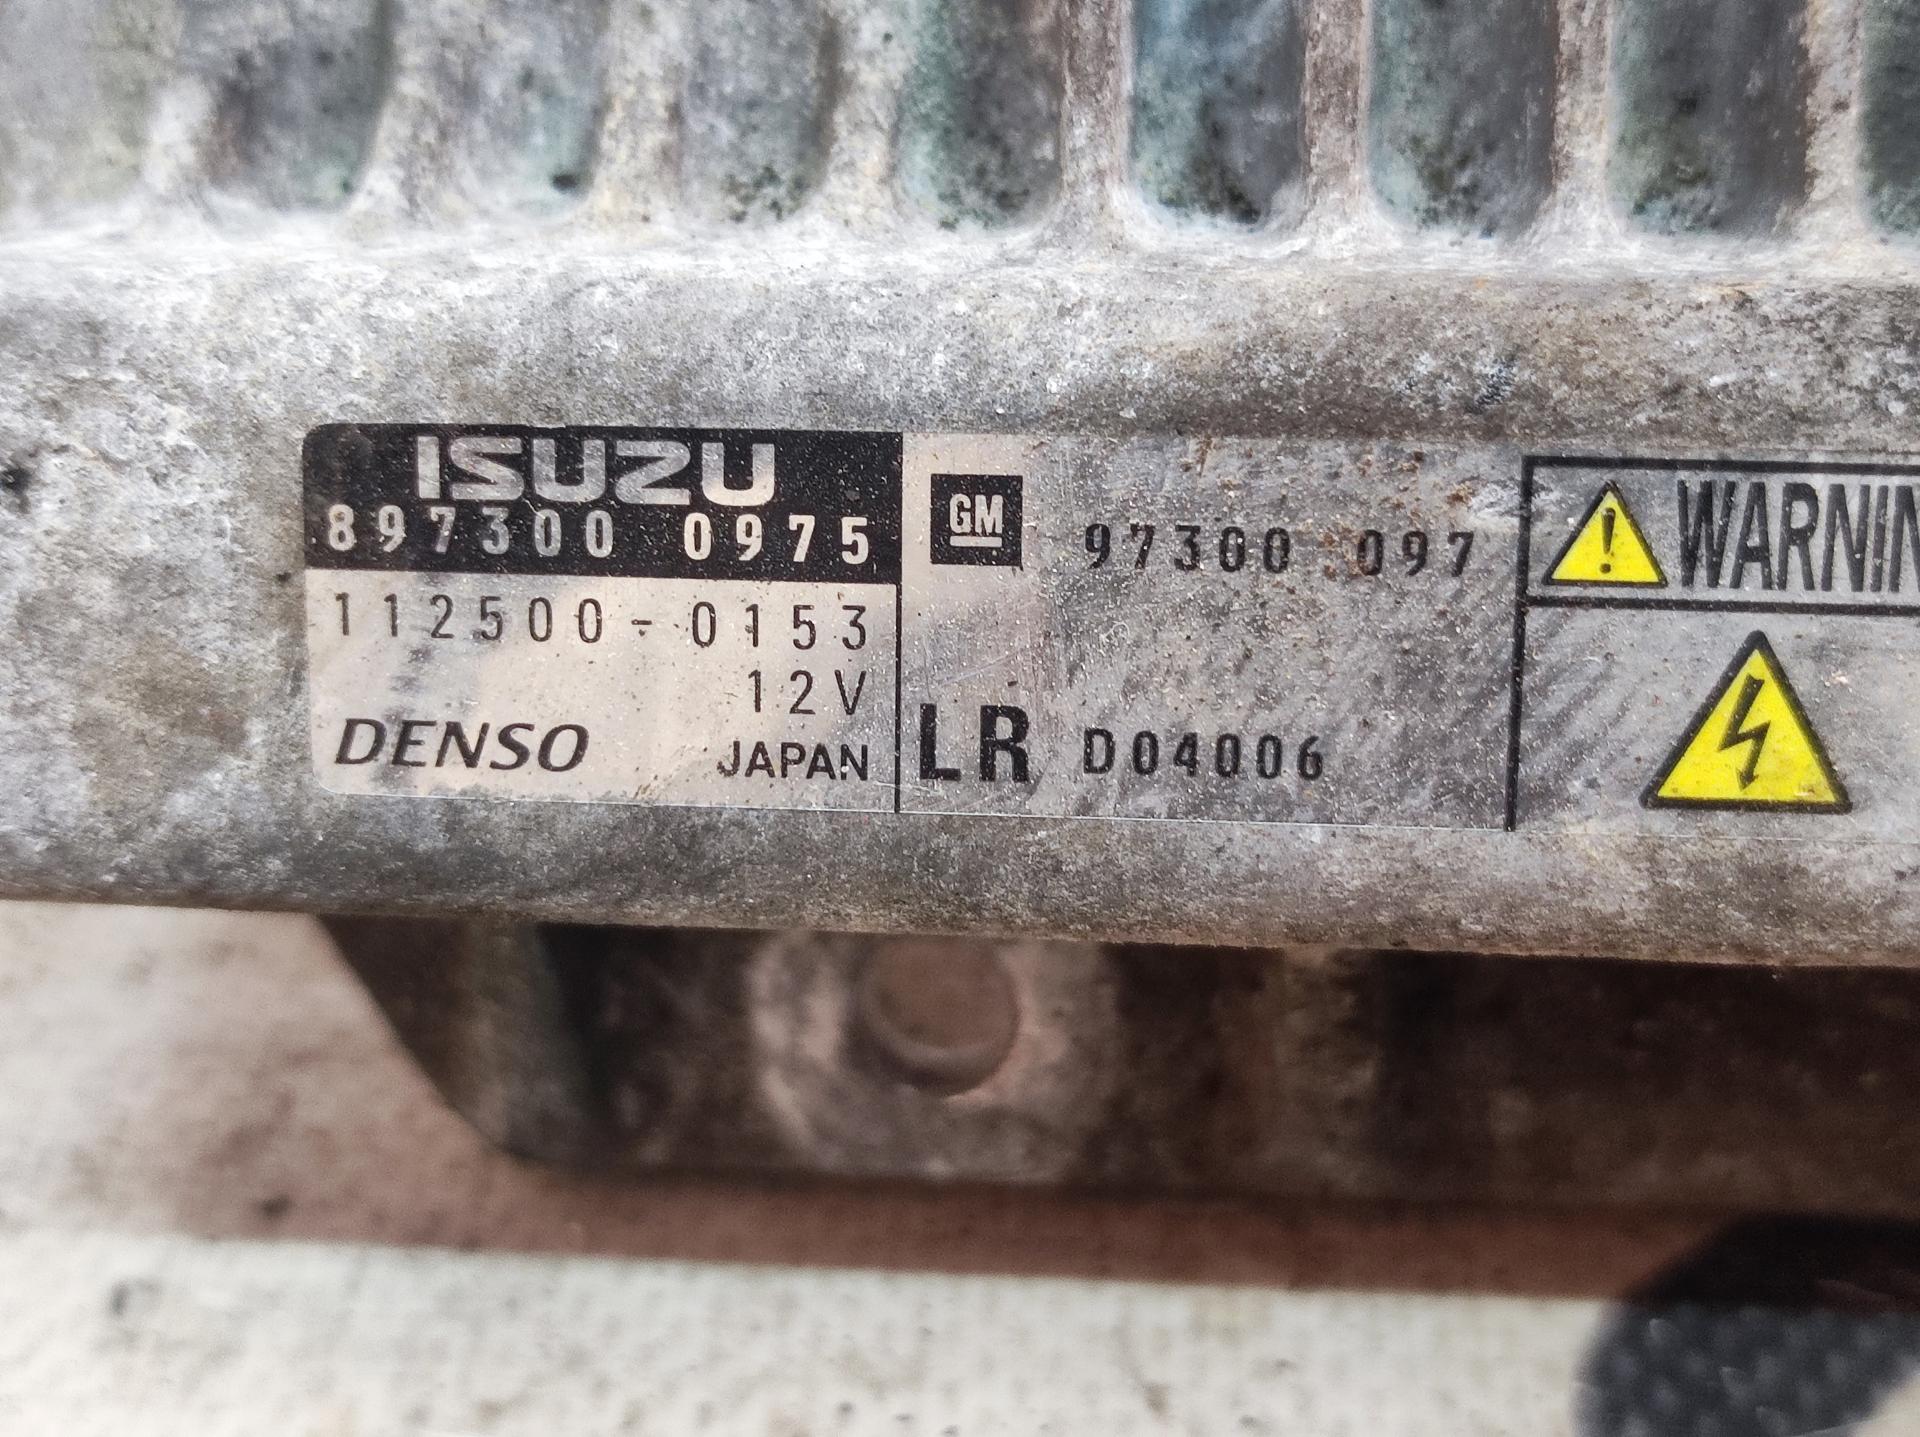 ISUZU
897300 0975
112500-0153
12V
DENSO JAPAN
GM 97300 097
LR D04006
WARNIN